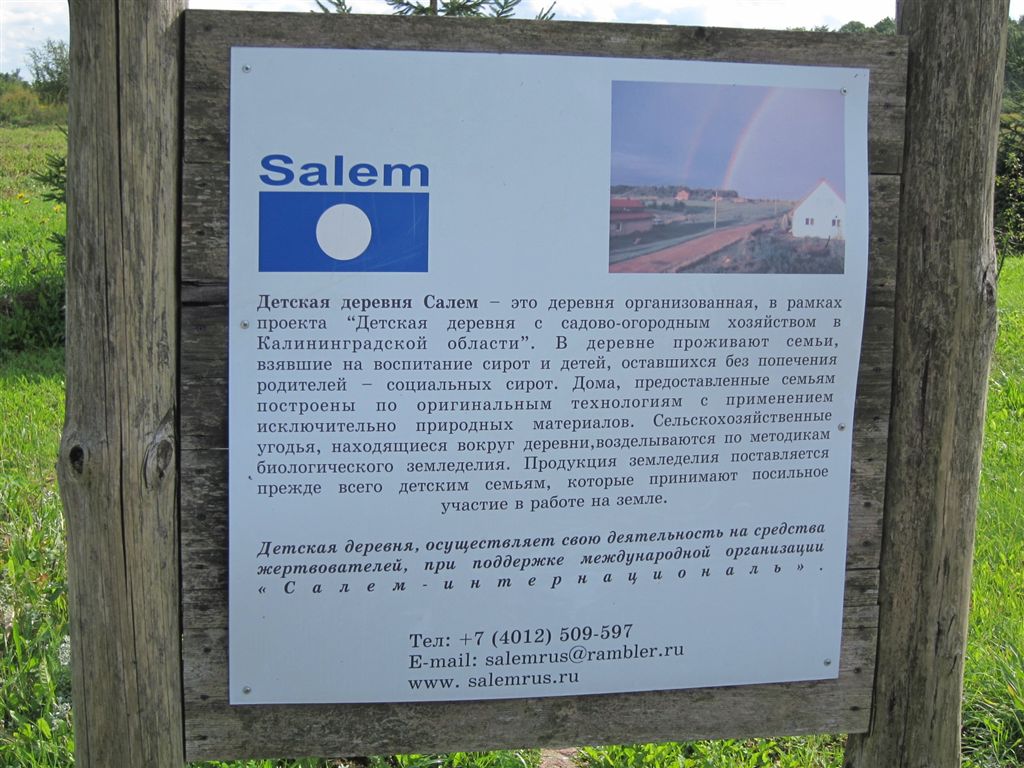 Salem
Детская деревня Салем – это деревня организованная, в рамках
проекта “Детская деревня с садово-огородным хозяйством в
Калининградской области”. В деревне проживают семьи,
взявшие на воспитание сирот и детей, оставшихся без попечения
родителей – социальных сирот. Дома, предоставленные семьям
построены по оригинальным технологиям с применением
исключительно природных материалов. Сельскохозяйственные
угодья, находящиеся вокруг деревни,возделываются по методикам
биологического земледелия. Продукция земледелия поставляется
прежде всего детским семьям, которые принимают посильное
участие в работе на земле.
Детская деревня, осуществляет свою деятельность на средства
жертвователей, при поддержке международной организации
«Салем-интернациональ».
Тел: +7 (4012) 509-597
E-mail: salemrus@rambler.ru
www. salemrus.ru